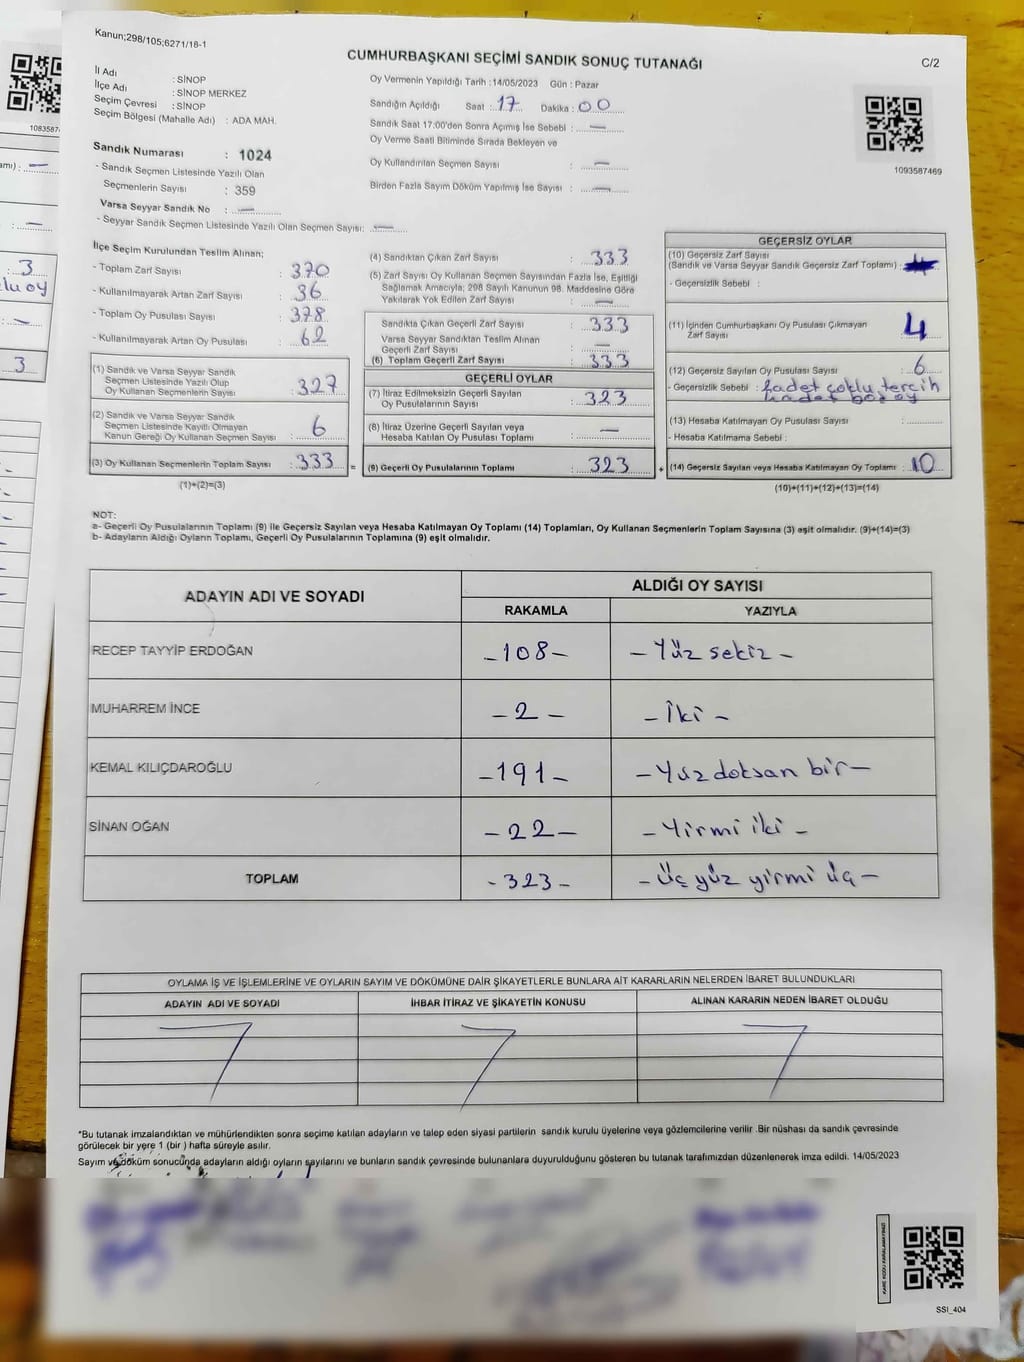 Kanun;298/105;6271/18-1
CUMHURBAŞKANI SEÇİMİ SANDIK SONUÇ TUTANAĞI
C/2
İl Adı : SİNOP
İlçe Adı : SİNOP MERKEZ
Seçim Çevresi : SİNOP
Seçim Bölgesi (Mahalle Adı) : ADA MAH.
Oy Vermenin Yapıldığı Tarih :14/05/2023 Gün : Pazar
Sandığın Açıldığı Saat : 17 Dakika : 00
Sandık Saat 17:00'den Sonra Açımış İse Sebebi : —
Oy Verme Saati Bitiminde Sırada Bekleyen ve
Oy Kullandırılan Seçmen Sayısı : —
Birden Fazla Sayım Döküm Yapılmış İse Sayısı : —
1093587469
Sandık Numarası : 1024
- Sandık Seçmen Listesinde Yazılı Olan
Seçmenlerin Sayısı : 359
Varsa Seyyar Sandık No : —
- Seyyar Sandık Seçmen Listesinde Yazılı Olan Seçmen Sayısı: —
İlçe Seçim Kurulundan Teslim Alınan;
- Toplam Zarf Sayısı : 370
- Kullanılmayarak Artan Zarf Sayısı : 36
- Toplam Oy Pusulası Sayısı : 378
- Kullanılmayarak Artan Oy Pusulası : 62
(1) Sandık ve Varsa Seyyar Sandık
Seçmen Listesinde Yazılı Olup
Oy Kullanan Seçmenlerin Sayısı : 327
(2) Sandık ve Varsa Seyyar Sandık
Seçmen Listesinde Kayıtlı Olmayan
Kanun Gereği Oy Kullanan Seçmen Sayısı : 6
(3) Oy Kullanan Seçmenlerin Toplam Sayısı : 333
(1)+(2)=(3)
(4) Sandıktan Çıkan Zarf Sayısı : 333
(5) Zarf Sayısı Oy Kullanan Seçmen Sayısından Fazla İse, Eşitliği
Sağlamak Amacıyla; 298 Sayılı Kanunun 98. Maddesine Göre
Yakılarak Yok Edilen Zarf Sayısı : —
Sandıkta Çıkan Geçerli Zarf Sayısı : 333
Varsa Seyyar Sandıktan Teslim Alınan
Geçerli Zarf Sayısı : —
(6) Toplam Geçerli Zarf Sayısı : 333
GEÇERLİ OYLAR
(7) İtiraz Edilmeksizin Geçerli Sayılan
Oy Pusulalarının Sayısı : 323
(8) İtiraz Üzerine Geçerli Sayılan veya
Hesaba Katılan Oy Pusulası Toplamı : —
= (9) Geçerli Oy Pusulalarının Toplamı : 323
GEÇERSİZ OYLAR
(10) Geçersiz Zarf Sayısı
(Sandık ve Varsa Seyyar Sandık Geçersiz Zarf Toplamı) :
- Geçersizlik Sebebi :
(11) İçinden Cumhurbaşkanı Oy Pusulası Çıkmayan
Zarf Sayısı 4
(12) Geçersiz Sayılan Oy Pusulası Sayısı : 6
- Geçersizlik Sebebi : çoklu tercih
(13) Hesaba Katılmayan Oy Pusulası Sayısı :
- Hesaba Katılmama Sebebi :
+ (14) Geçersiz Sayılan veya Hesaba Katılmayan Oy Toplamı : 10
(10)+(11)+(12)+(13)=(14)
NOT:
a- Geçerli Oy Pusulalarının Toplamı (9) ile Geçersiz Sayılan veya Hesaba Katılmayan Oy Toplamı (14) Toplamları, Oy Kullanan Seçmenlerin Toplam Sayısına (3) eşit olmalıdır. (9)+(14)=(3)
b- Adayların Aldığı Oyların Toplamı, Geçerli Oy Pusulalarının Toplamına (9) eşit olmalıdır.
ADAYIN ADI VE SOYADI
ALDIĞI OY SAYISI
RAKAMLA YAZIYLA
RECEP TAYYİP ERDOĞAN -108- - Yüz sekiz -
MUHARREM İNCE -2- - İki -
KEMAL KILIÇDAROĞLU -191- - Yüz doksan bir -
SİNAN OĞAN -22- - Yirmi iki -
TOPLAM -323- - Üç yüz yirmi üç -
OYLAMA İŞ VE İŞLEMLERİNE VE OYLARIN SAYIM VE DÖKÜMÜNE DAİR ŞİKAYETLERLE BUNLARA AİT KARARLARIN NELERDEN İBARET BULUNDUKLARI
ADAYIN ADI VE SOYADI İHBAR İTİRAZ VE ŞİKAYETİN KONUSU ALINAN KARARIN NEDEN İBARET OLDUĞU
*Bu tutanak imzalandıktan ve mühürlendikten sonra seçime katılan adayların ve talep eden siyasi partilerin sandık kurulu üyelerine veya gözlemcilerine verilir .Bir nüshası da sandık çevresinde
görülecek bir yere 1 (bir ) hafta süreyle asılır.
Sayım ve döküm sonucunda adayların aldığı oyların sayılarını ve bunların sandık çevresinde bulunanlara duyurulduğunu gösteren bu tutanak tarafımızdan düzenlenerek imza edildi. 14/05/2023
SSI_404